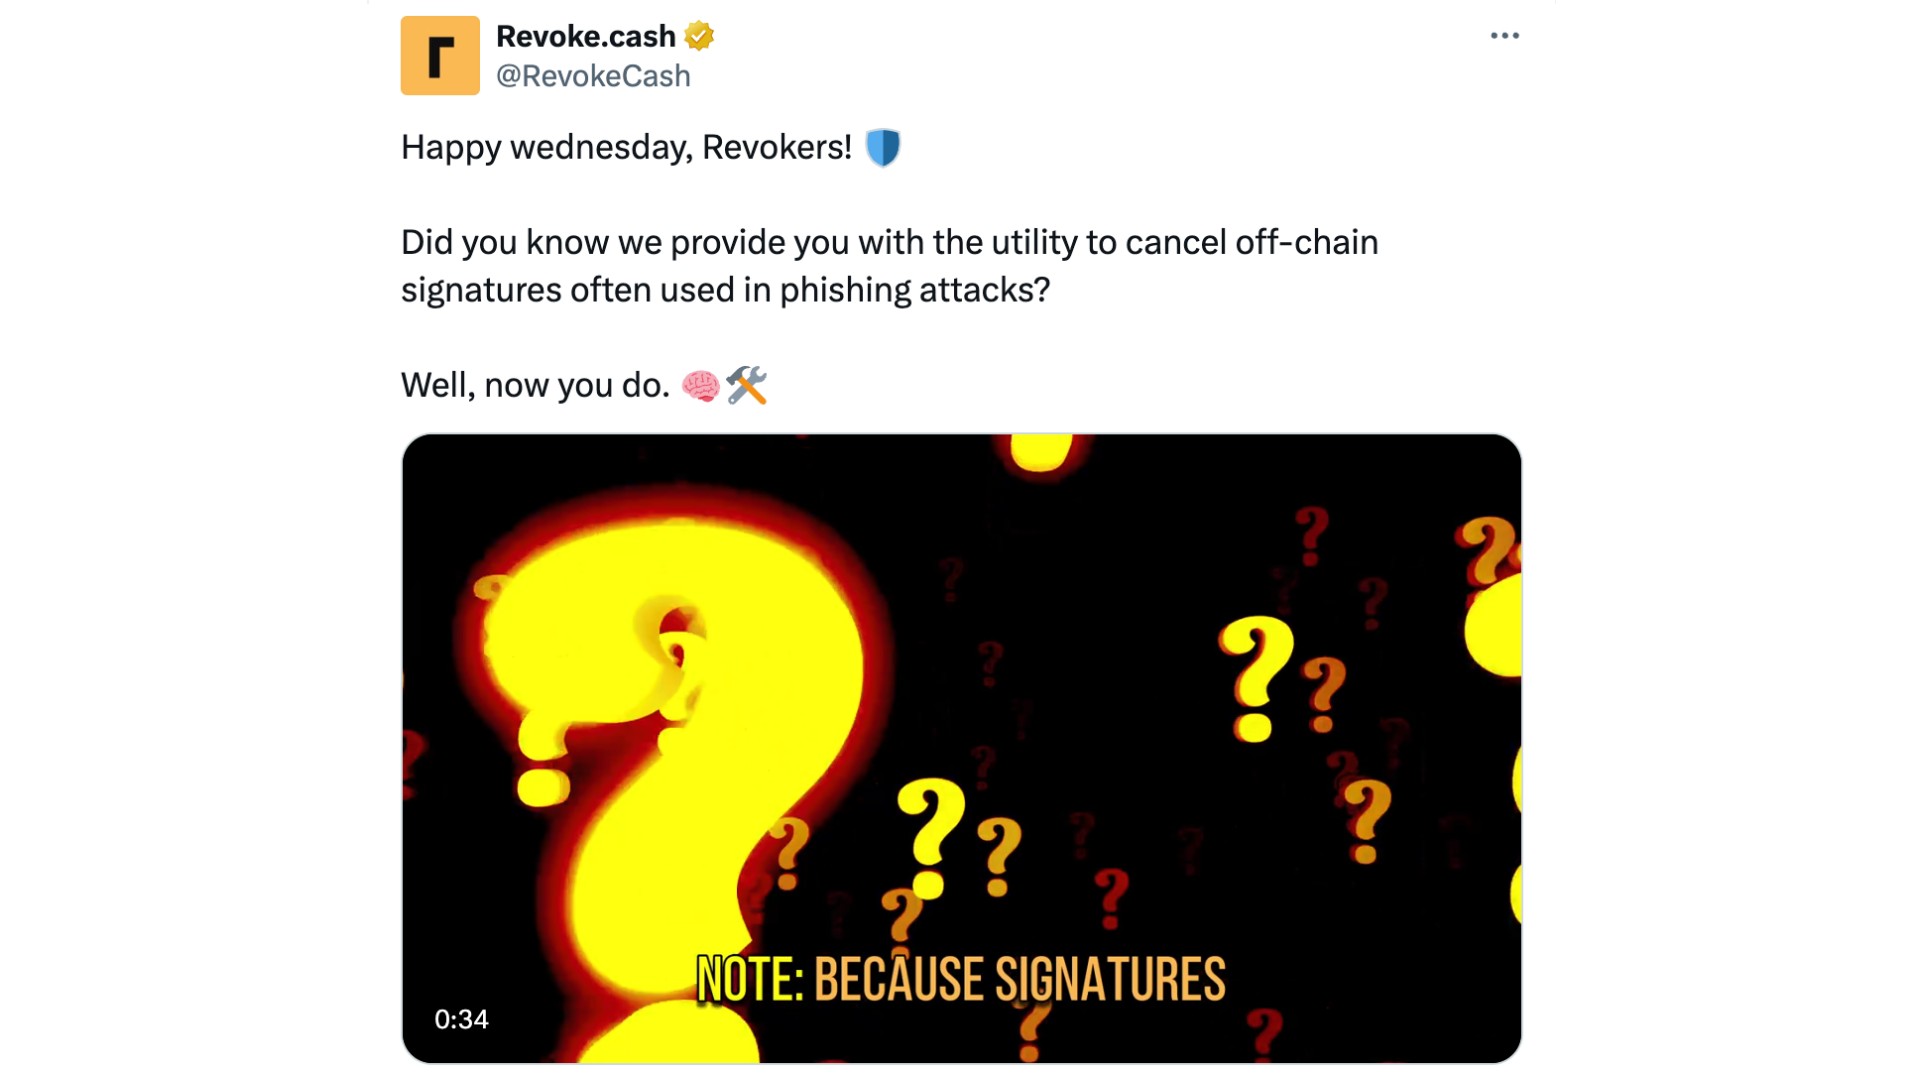 Revoke.cash
@RevokeCash
Happy wednesday, Revokers! 🛡️
Did you know we provide you with the utility to cancel off-chain
signatures often used in phishing attacks?
Well, now you do. 🧠🛠️
NOTE: BECAUSE SIGNATURES
0:34